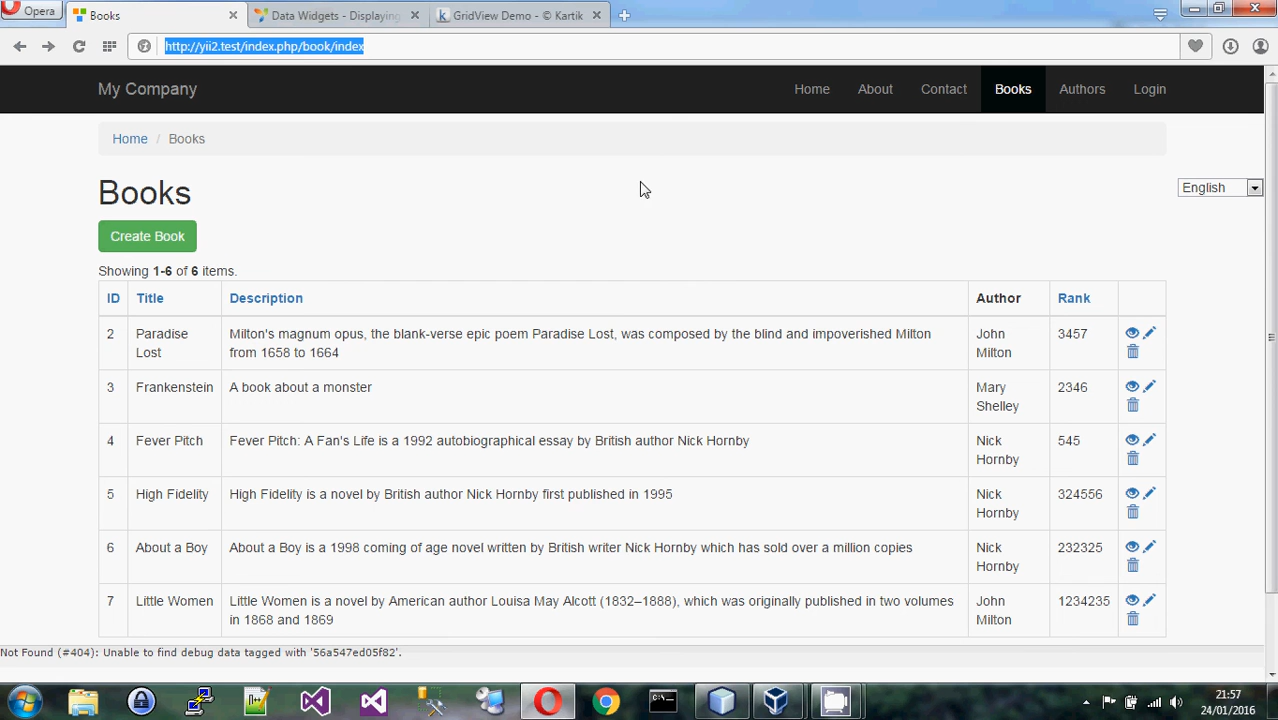 Opera
Books
Data Widgets - Displaying
GridView Demo - © Kartik
http://yii2.test/index.php/book/index
My Company
Home
About
Contact
Books
Authors
Login
Home / Books
Books
English
Create Book
Showing 1-6 of 6 items.
ID Title Description Author Rank
2 Paradise Lost Milton's magnum opus, the blank-verse epic poem Paradise Lost, was composed by the blind and impoverished Milton from 1658 to 1664 John Milton 3457
3 Frankenstein A book about a monster Mary Shelley 2346
4 Fever Pitch Fever Pitch: A Fan's Life is a 1992 autobiographical essay by British author Nick Hornby Nick Hornby 545
5 High Fidelity High Fidelity is a novel by British author Nick Hornby first published in 1995 Nick Hornby 324556
6 About a Boy About a Boy is a 1998 coming of age novel written by British writer Nick Hornby which has sold over a million copies Nick Hornby 232325
7 Little Women Little Women is a novel by American author Louisa May Alcott (1832–1888), which was originally published in two volumes in 1868 and 1869 John Milton 1234235
Not Found (#404): Unable to find debug data tagged with '56a547ed05f82'.
21:57
24/01/2016